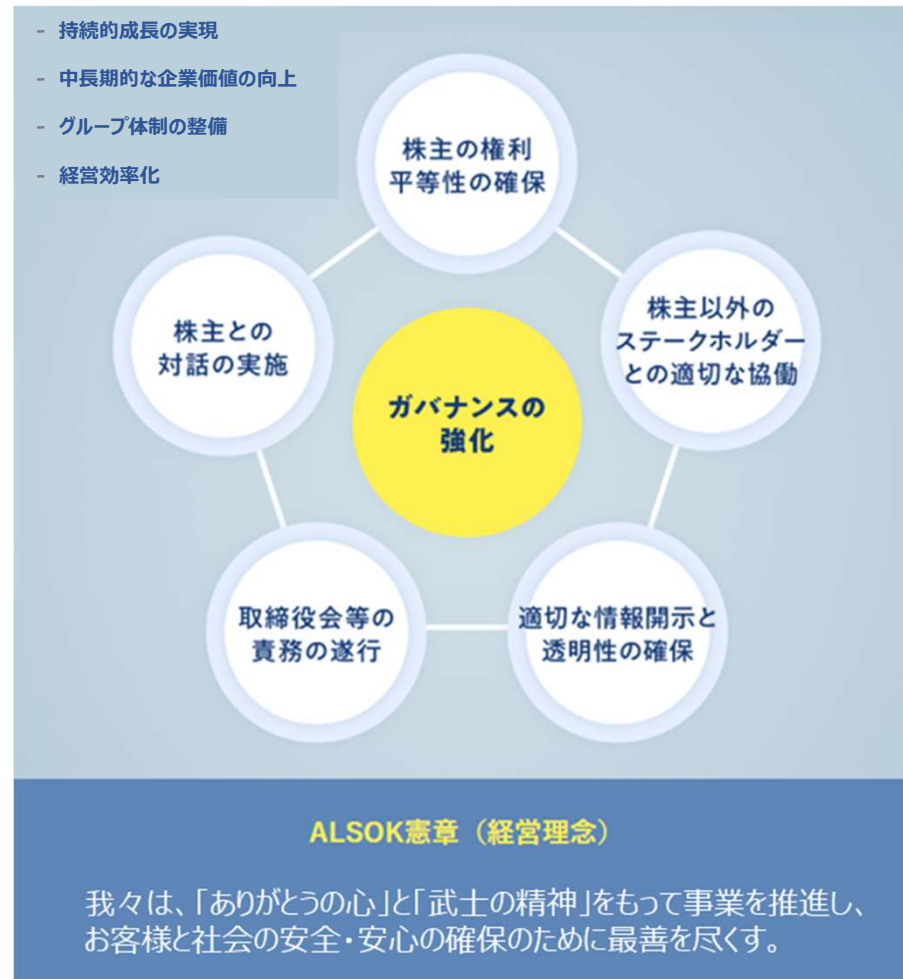 - 持続的成長の実現
- 中長期的な企業価値の向上
- グループ体制の整備
- 経営効率化
株主の権利
平等性の確保
株主以外の
ステークホルダー
との適切な協働
株主との
対話の実施
ガバナンスの
強化
取締役会等の
責務の遂行
適切な情報開示と
透明性の確保
ALSOK憲章（経営理念）
我々は、「ありがとうの心」と「武士の精神」をもって事業を推進し、
お客様と社会の安全・安心の確保のために最善を尽くす。